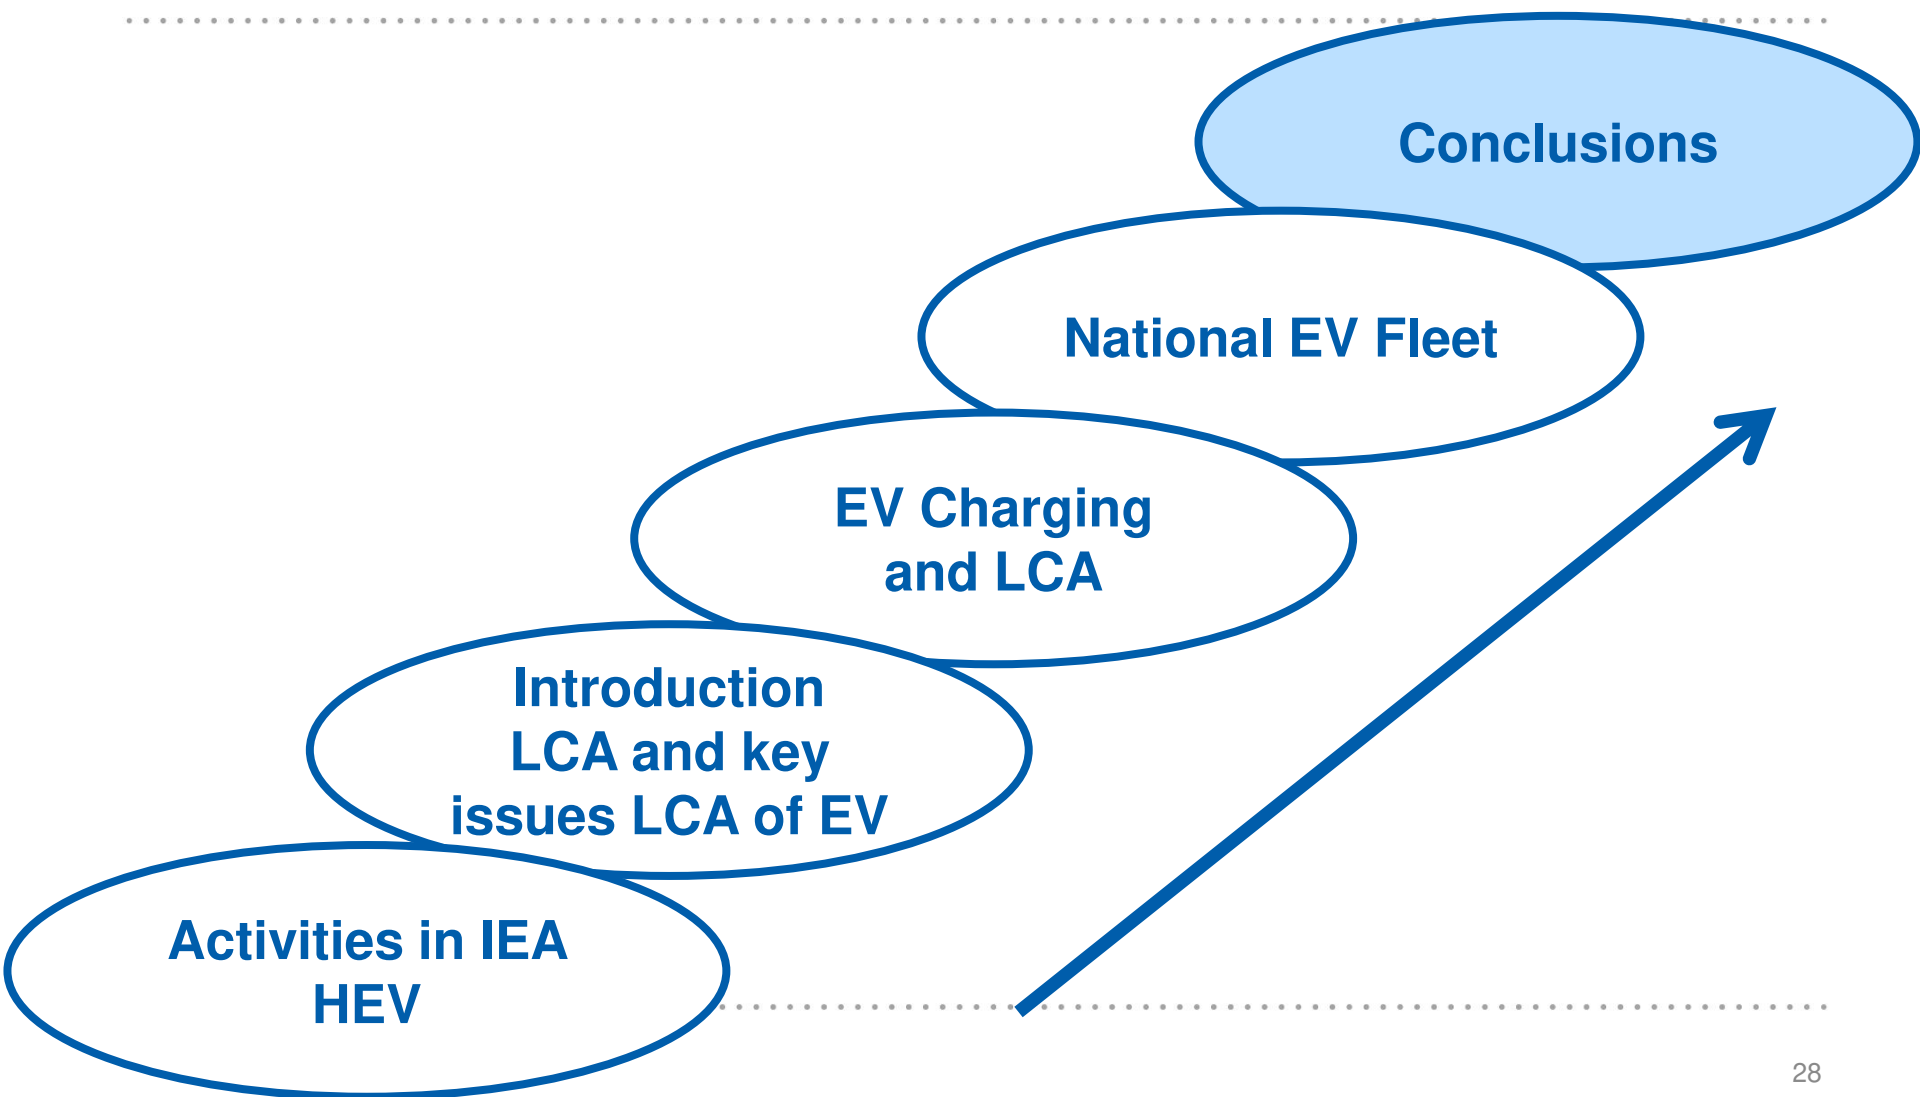 Conclusions
National EV Fleet
EV Charging
and LCA
Introduction
LCA and key
issues LCA of EV
Activities in IEA
HEV
28